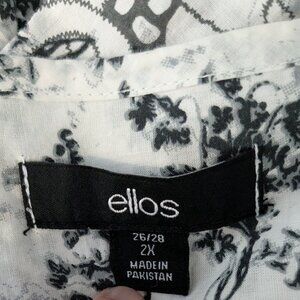 ellos
26/28
2X
MADE IN
PAKISTAN